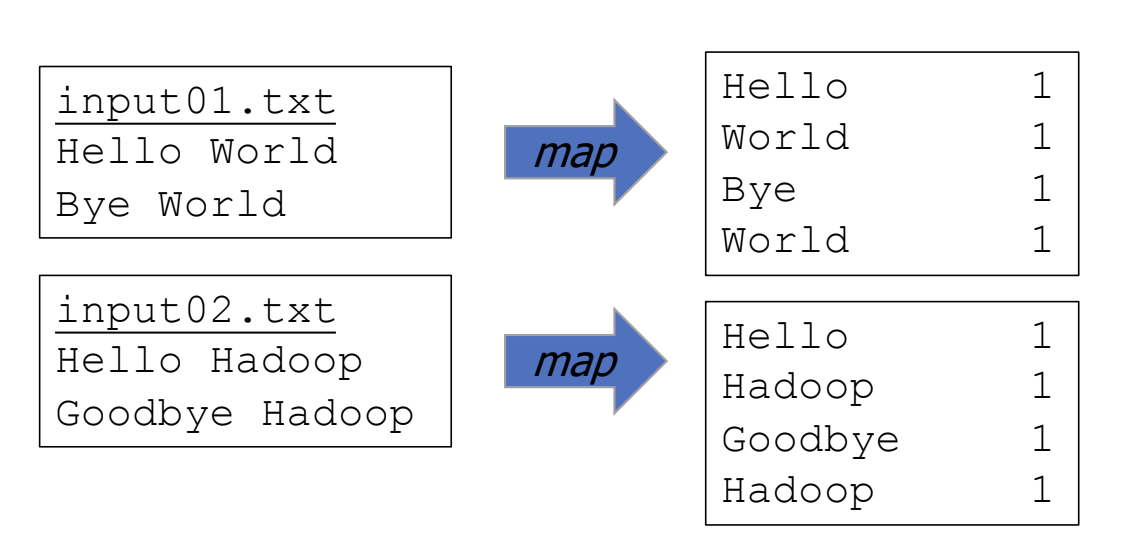 input01.txt
Hello World
Bye World
map
Hello 1
World 1
Bye 1
World 1
input02.txt
Hello Hadoop
Goodbye Hadoop
map
Hello 1
Hadoop 1
Goodbye 1
Hadoop 1